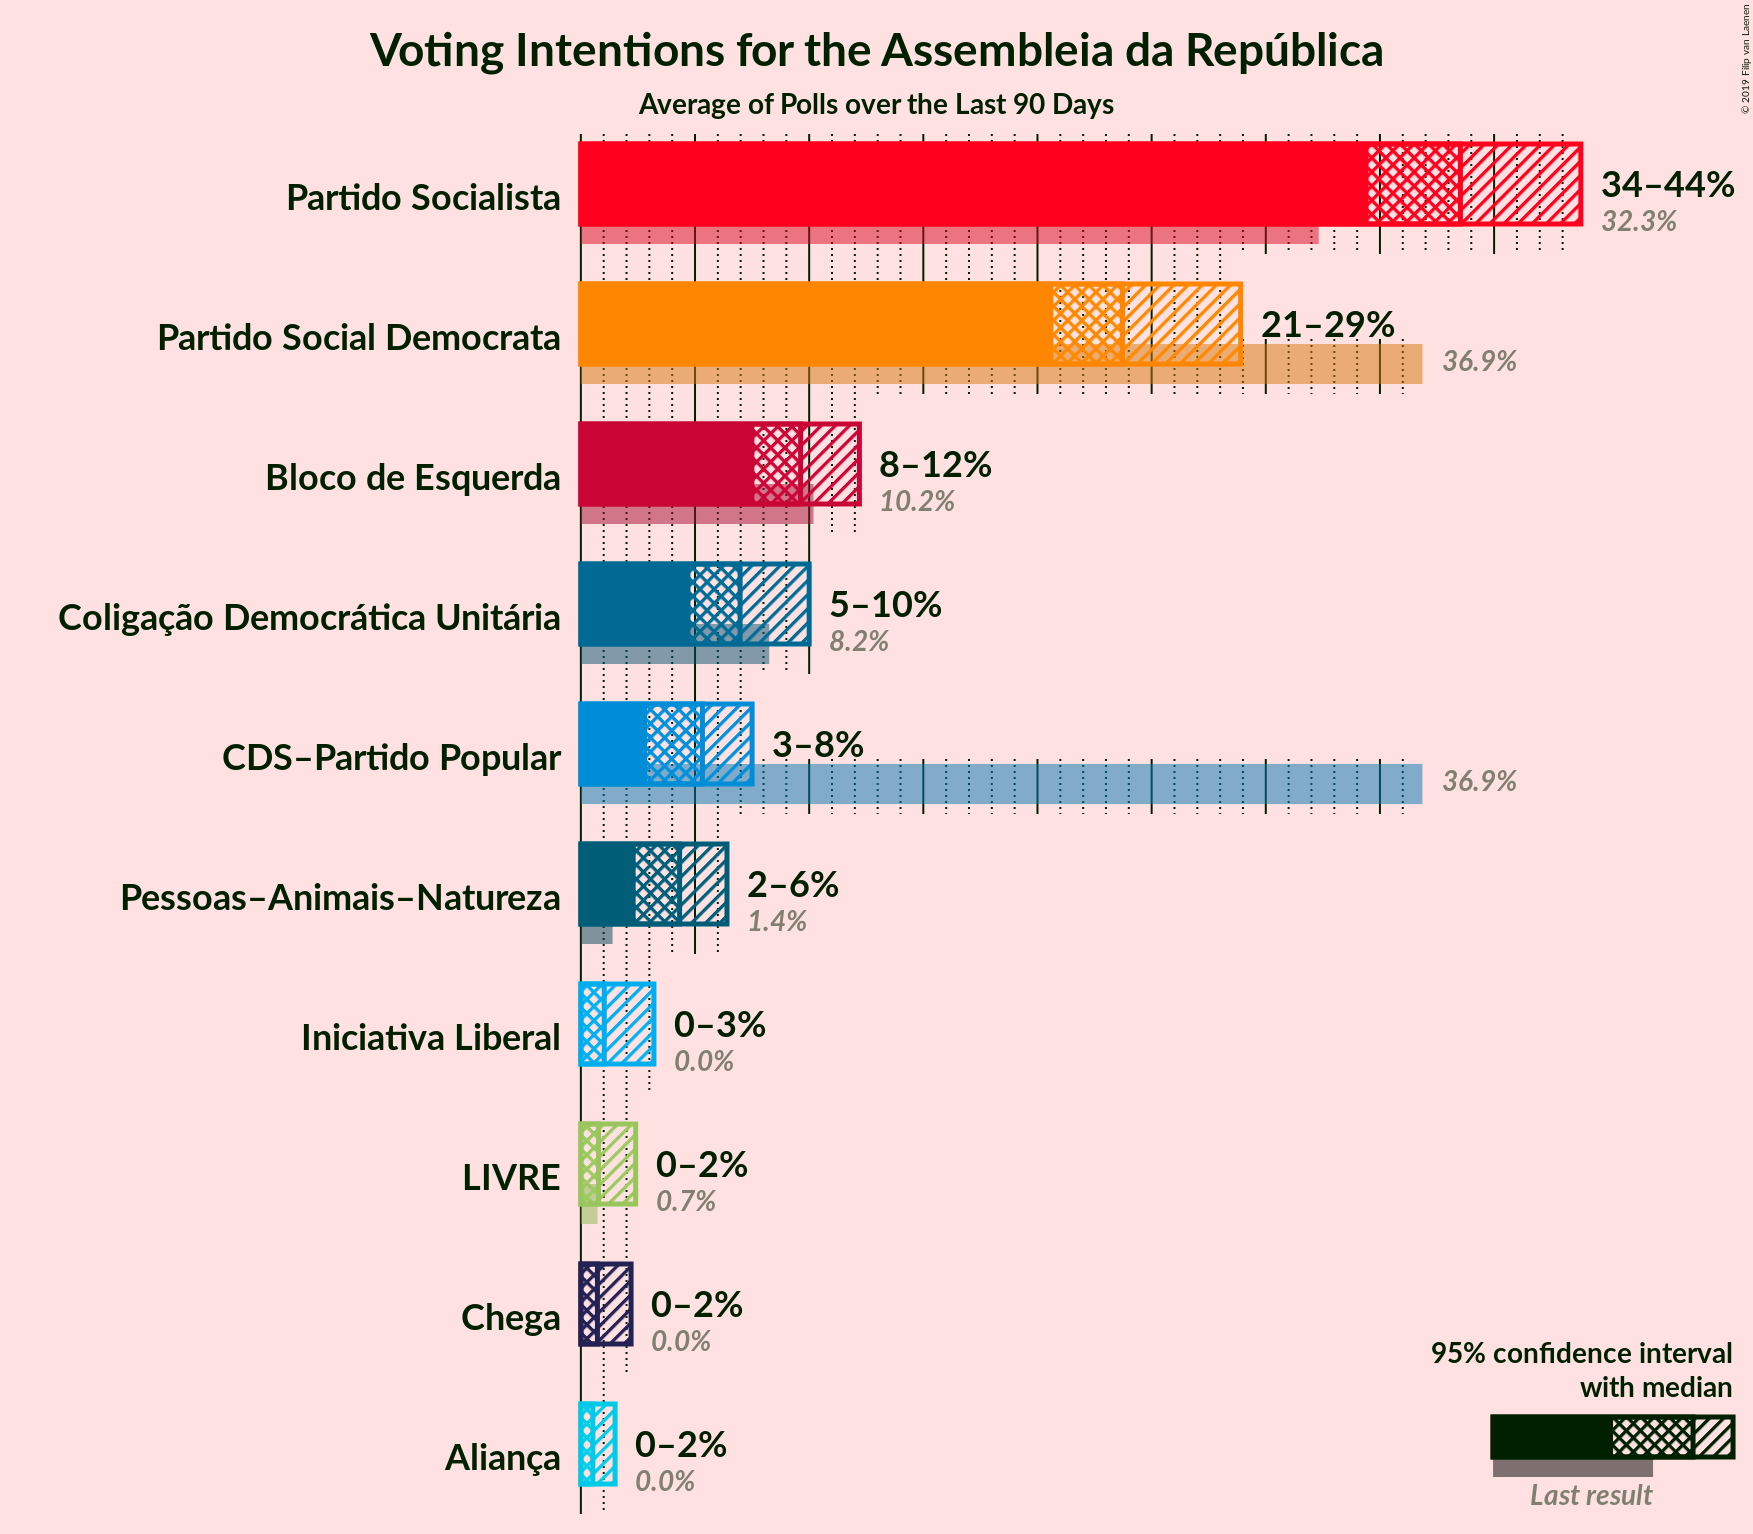 Voting Intentions for the Assembleia da República
Average of Polls over the Last 90 Days
© 2019 Filip van Laenen
Partido Socialista
34–44%
32.3%
Partido Social Democrata
21–29%
36.9%
Bloco de Esquerda
8–12%
10.2%
Coligação Democrática Unitária
5–10%
8.2%
CDS–Partido Popular
3–8%
36.9%
Pessoas–Animais–Natureza
2–6%
1.4%
Iniciativa Liberal
0–3%
0.0%
LIVRE
0–2%
0.7%
Chega
0–2%
0.0%
Aliança
0–2%
0.0%
95% confidence interval
with median
Last result